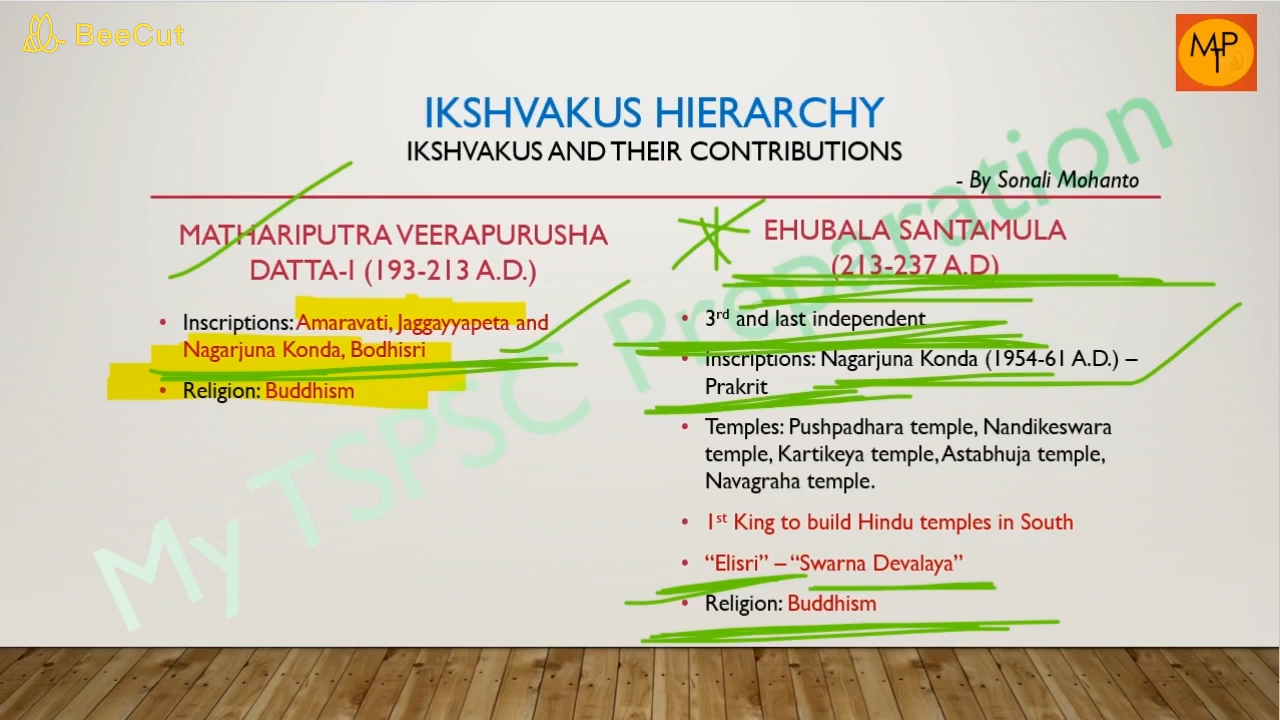 BeeCut
MTP
IKSHVAKUS HIERARCHY
IKSHVAKUS AND THEIR CONTRIBUTIONS
- By Sonali Mohanto
MATHARIPUTRA VEERAPURUSHA
DATTA-I (193-213 A.D.)
• Inscriptions: Amaravati, Jaggayyapeta and
Nagarjuna Konda, Bodhisri
• Religion: Buddhism
EHUBALA SANTAMULA
(213-237 A.D)
• 3rd and last independent
• Inscriptions: Nagarjuna Konda (1954-61 A.D.) –
Prakrit
• Temples: Pushpadhara temple, Nandikeswara
temple, Kartikeya temple, Astabhuja temple,
Navagraha temple.
• 1st King to build Hindu temples in South
• “Elisri” – “Swarna Devalaya”
• Religion: Buddhism
My TSPSC Preparation